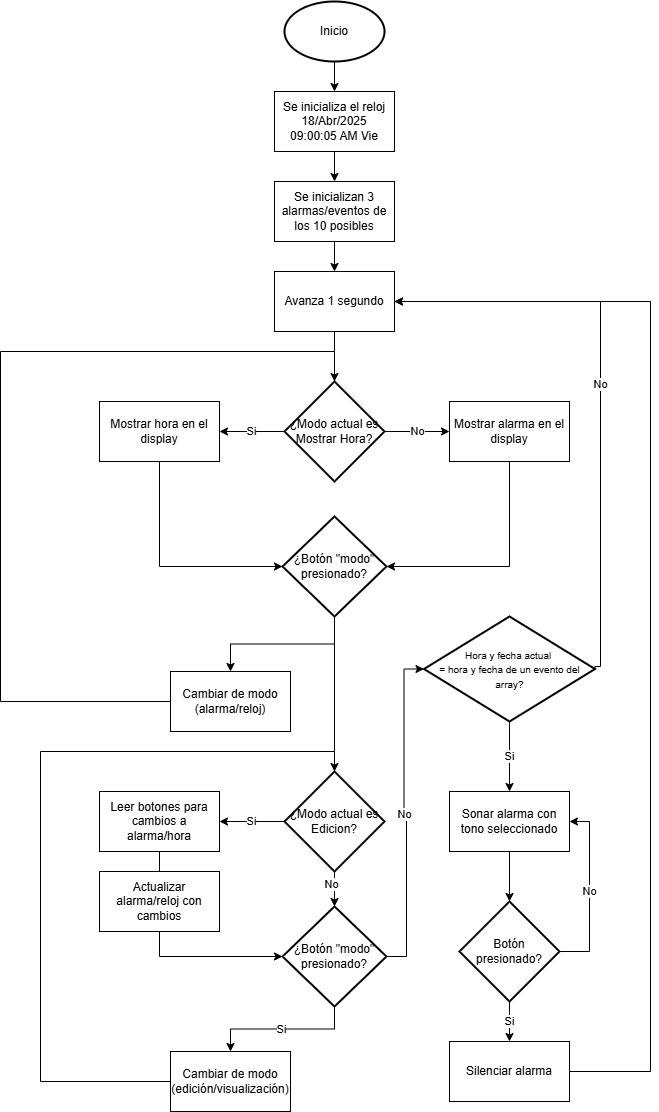 Inicio
Se inicializa el reloj
18/Abr/2025
09:00:05 AM Vie
Se inicializan 3
alarmas/eventos de
los 10 posibles
Avanza 1 segundo
No
¿Modo actual es
Mostrar Hora?
Si
No
Mostrar hora en el
display
Mostrar alarma en el
display
¿Botón "modo"
presionado?
Hora y fecha actual
= hora y fecha de un evento del
array?
Cambiar de modo
(alarma/reloj)
Si
¿Modo actual es
Edicion?
Si
No
Leer botones para
cambios a
alarma/hora
No
Sonar alarma con
tono seleccionado
Actualizar
alarma/reloj con
cambios
No
¿Botón "modo"
presionado?
Botón
presionado?
Si
Si
Cambiar de modo
(edición/visualización)
Silenciar alarma